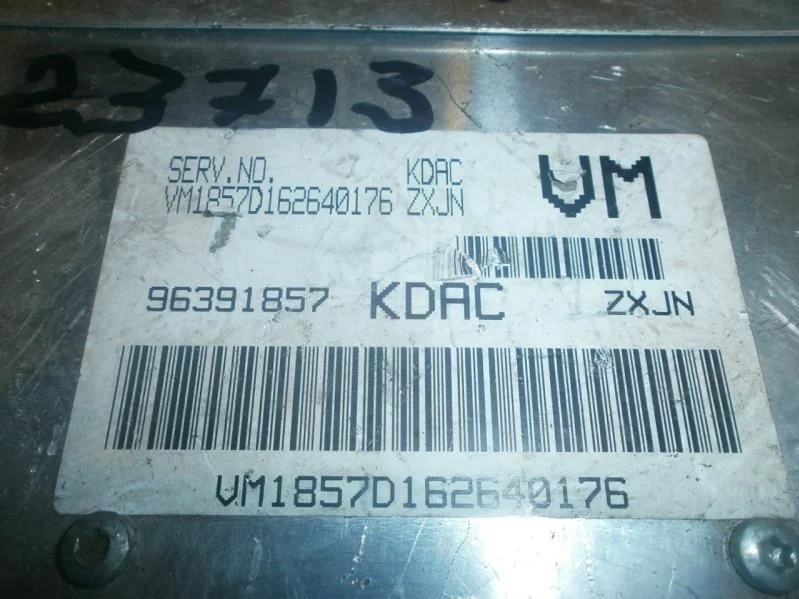 23713
SERV.NO. KDAC VM
VM1857D162640176 ZXJN
96391857 KDAC ZXJN
VM1857D162640176